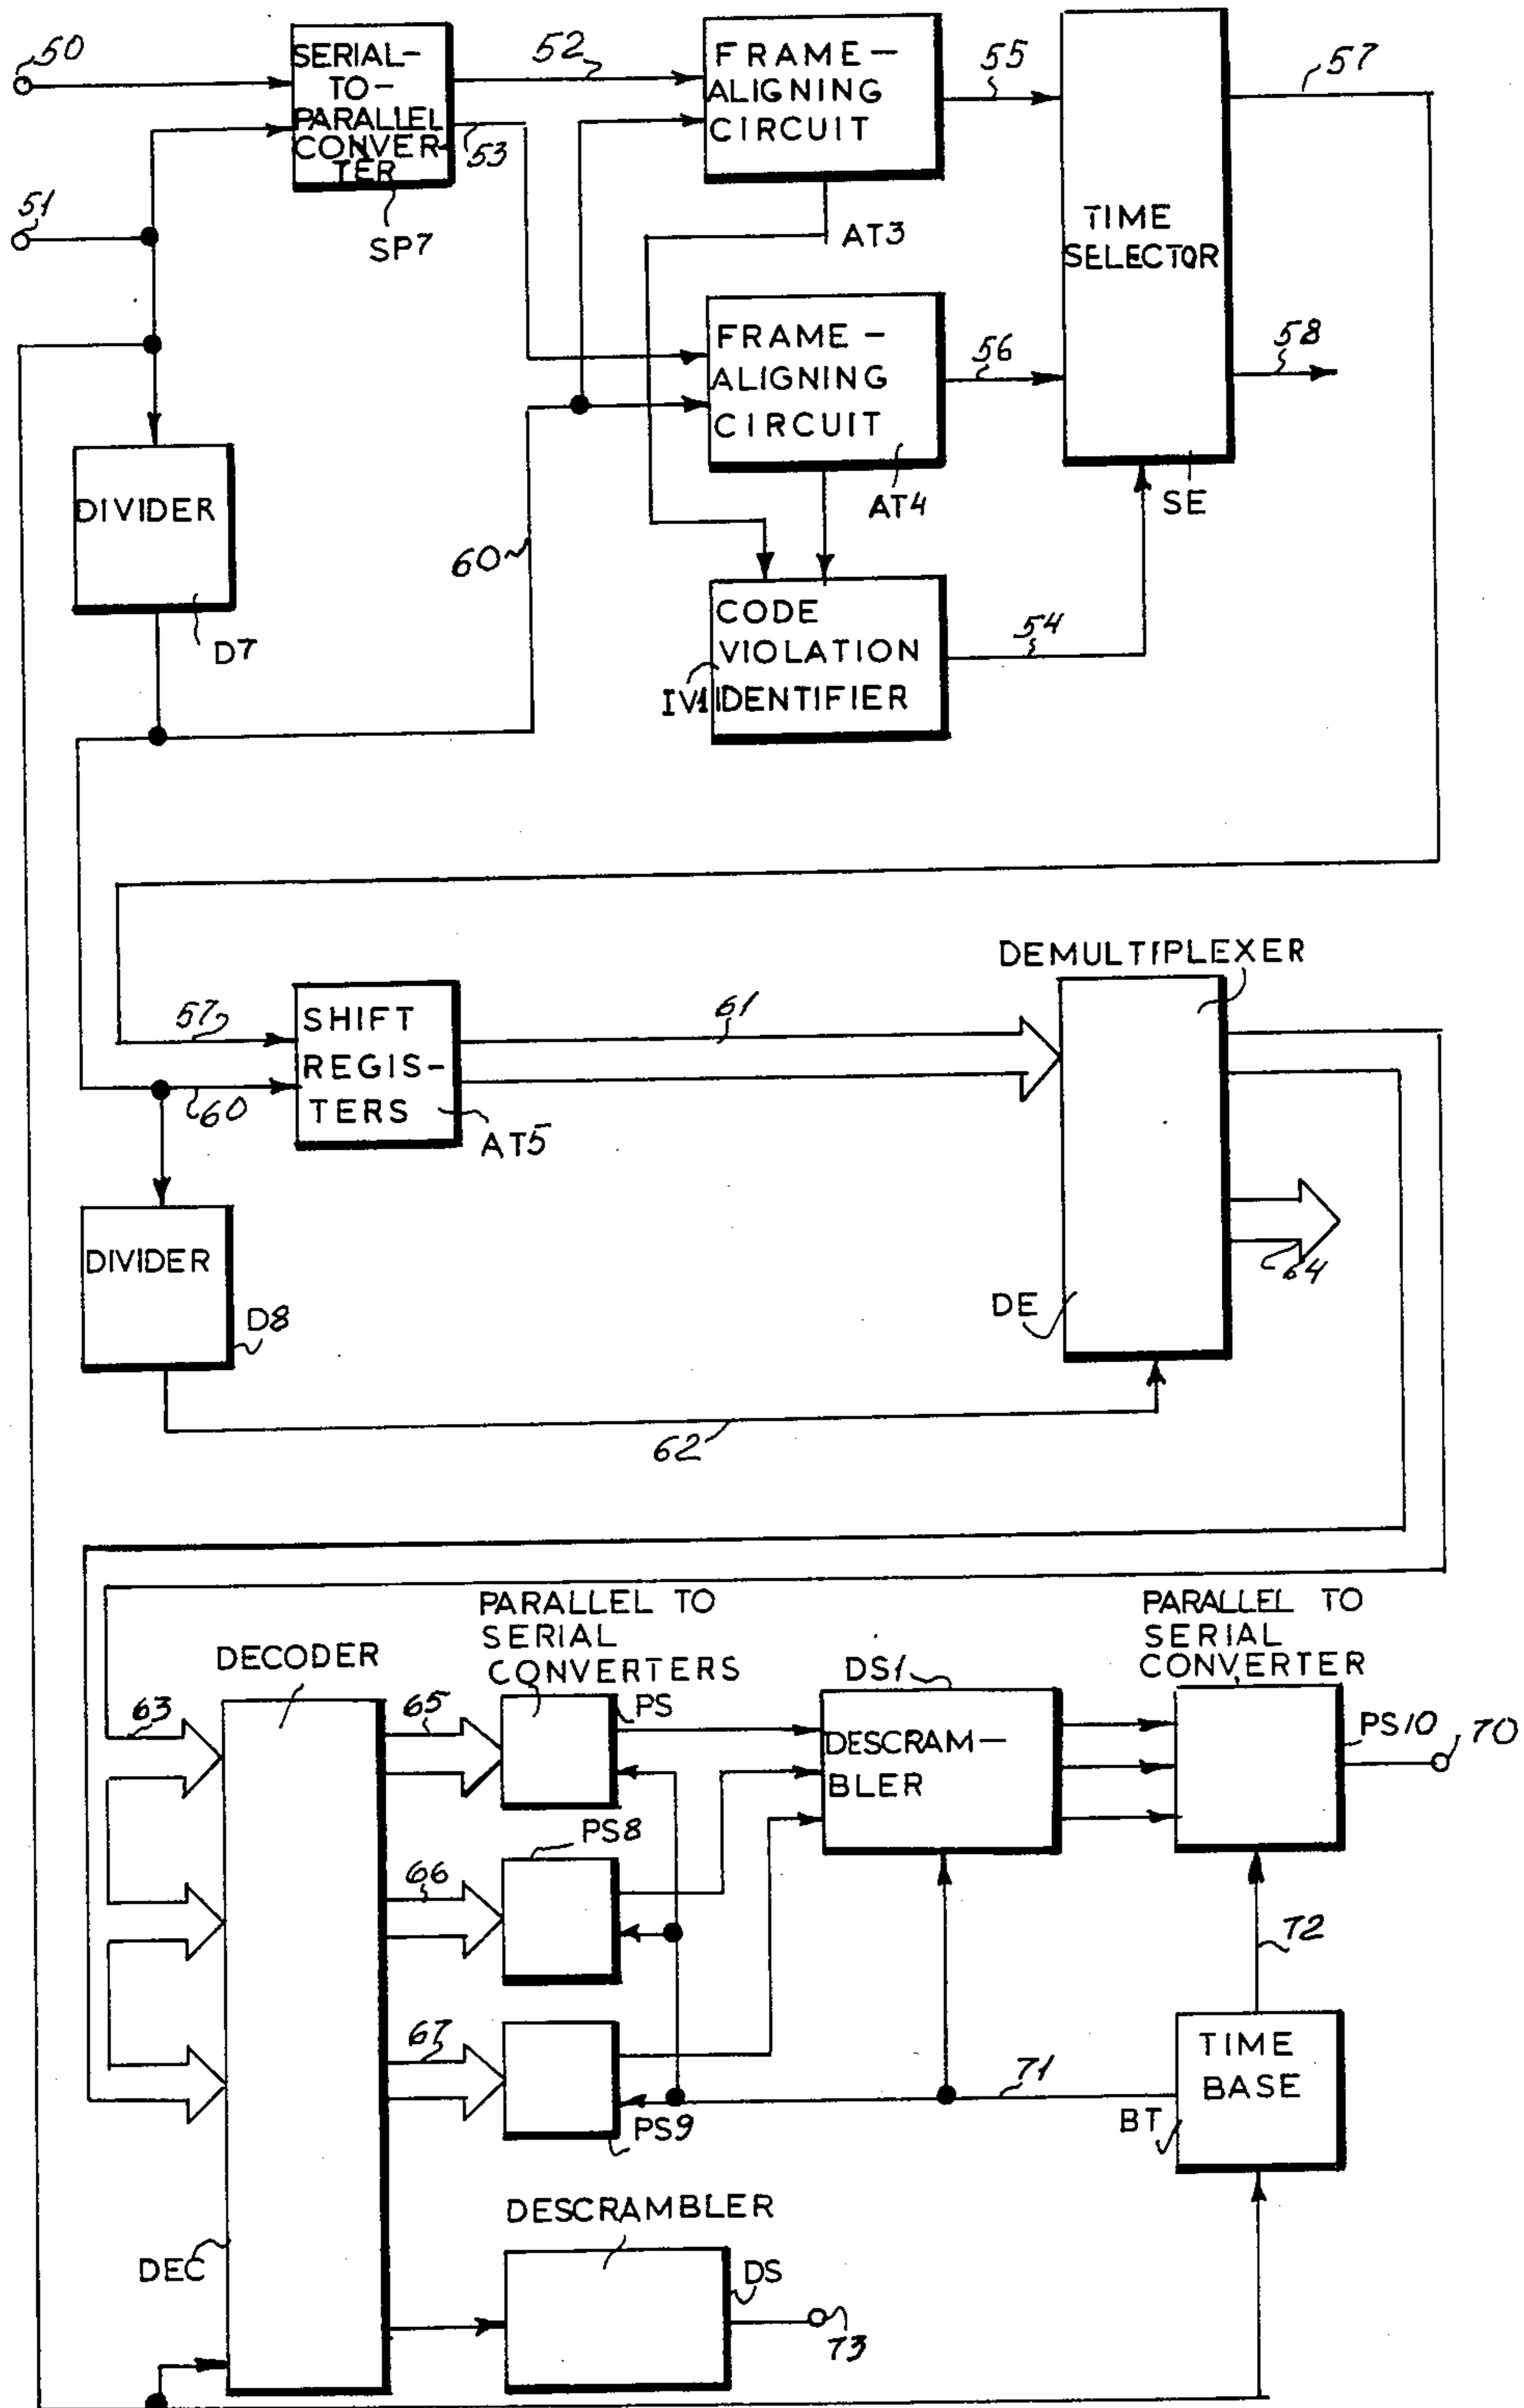 50
SERIAL-
TO-
PARALLEL
CONVER-
TER
52
53
FRAME-
ALIGNING
CIRCUIT
55
57
51
SP7
AT3
TIME
SELECTOR
FRAME-
ALIGNING
CIRCUIT
56
58
DIVIDER
AT4
SE
60
D7
CODE
VIOLATION
IDENTIFIER
IV1
54
DEMULTIPLEXER
57
SHIFT
REGIS-
TERS
61
60
AT5
DIVIDER
64
DE
D8
62
PARALLEL TO
SERIAL
CONVERTERS
PARALLEL TO
SERIAL
CONVERTER
DECODER
DS1
63
65
PS
PS10
70
DESCRAM-
BLER
PS8
66
72
67
TIME
BASE
71
BT
PS9
DESCRAMBLER
DEC
DS
73